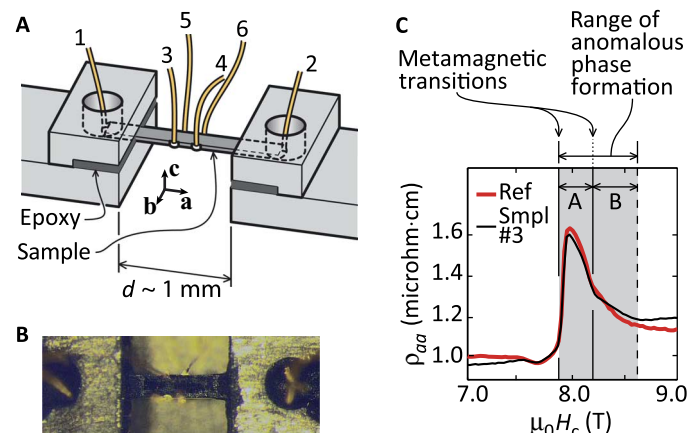 A
1
5
3
4
6
2
c
b
a
Epoxy
Sample
d ~ 1 mm
B
C
Range of
anomalous
phase
formation
Metamagnetic
transitions
Ref
Smpl
#3
A
B
ρaa (microhm·cm)
1.6
1.4
1.2
1.0
7.0
8.0
9.0
μ0Hc (T)